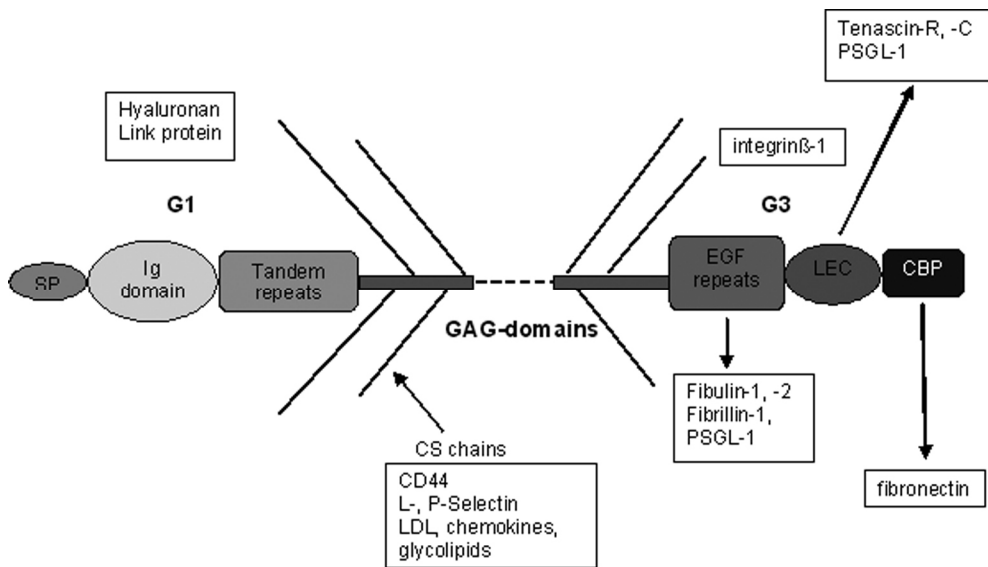 Tenascin-R, -C
PSGL-1
Hyaluronan
Link protein
integrinß-1
G1
G3
SP
Ig
domain
Tandem
repeats
EGF
repeats
LEC
CBP
GAG-domains
Fibulin-1, -2
Fibrillin-1,
PSGL-1
CS chains
CD44
L-, P-Selectin
LDL, chemokines,
glycolipids
fibronectin